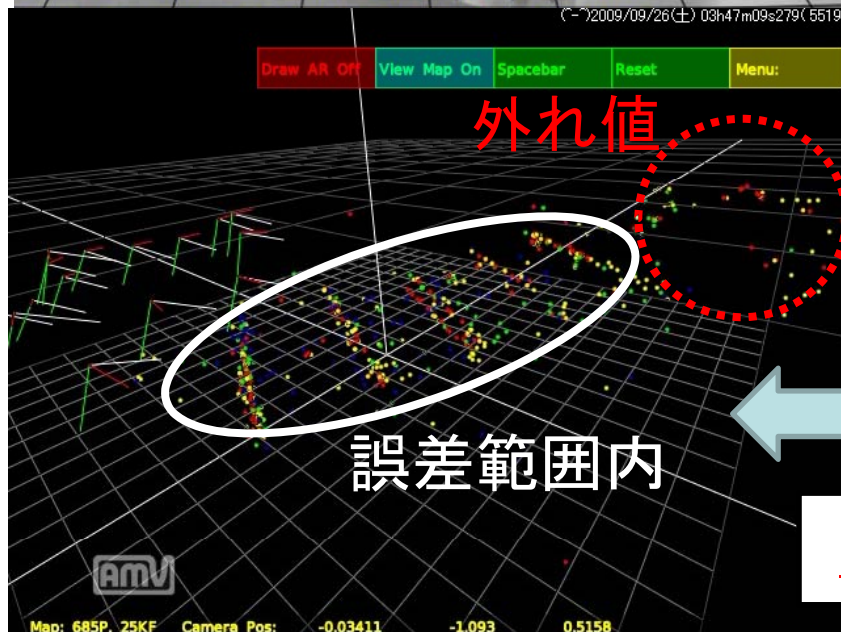 (^-^)2009/09/26(土) 03h47m09s279( 5519
Draw AR Off View Map On Spacebar Reset Menu:
外れ値
誤差範囲内
AMV
Map: 685P, 25KF Camera Pos: -0.03411 -1.093 0.5158